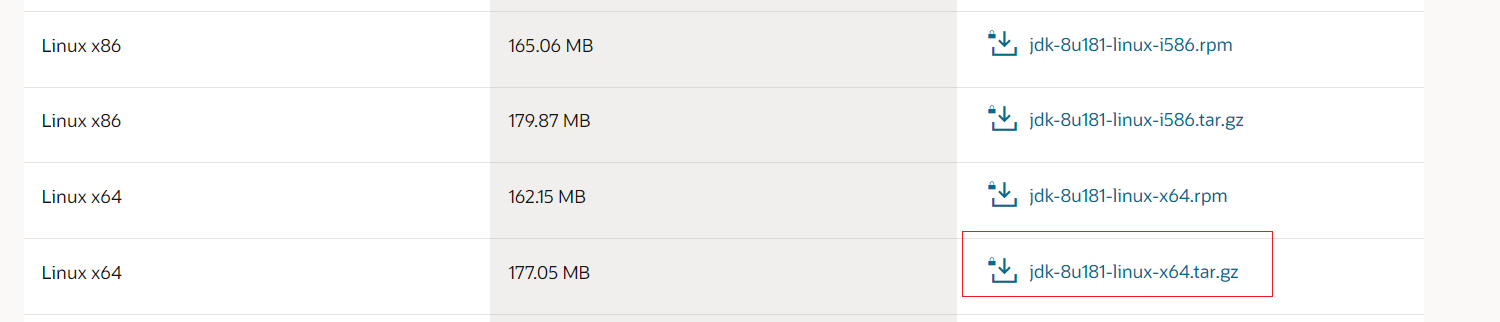 Linux x86 165.06 MB jdk-8u181-linux-i586.rpm
Linux x86 179.87 MB jdk-8u181-linux-i586.tar.gz
Linux x64 162.15 MB jdk-8u181-linux-x64.rpm
Linux x64 177.05 MB jdk-8u181-linux-x64.tar.gz